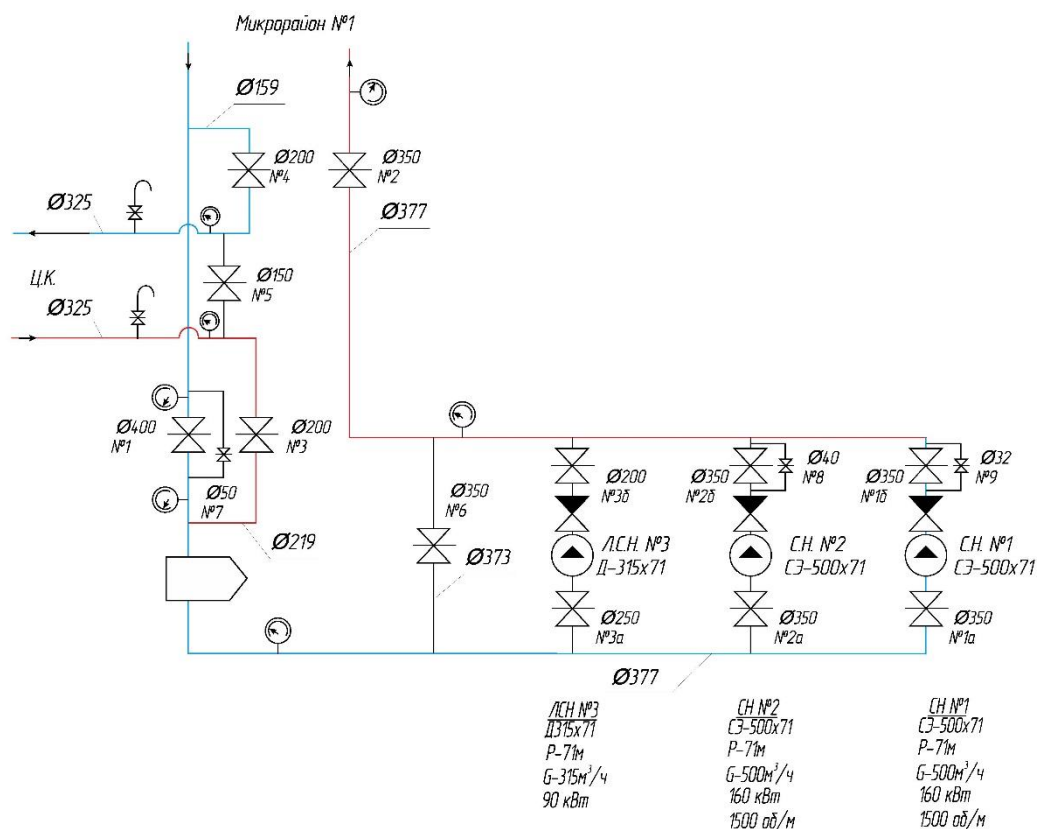 Микрорайон №1
Ø159
Ø200
№4
Ø350
№2
Ø325
Ø377
Ц.К.
Ø150
№5
Ø325
Ø400
№1
Ø200
№3
Ø50
№7
Ø219
Ø350
№6
Ø373
Ø200
№3б
Ø350
№2б
Ø40
№8
Ø350
№1б
Ø32
№9
Л.С.Н. №3
Д-315х71
С.Н. №2
СЭ-500х71
С.Н. №1
СЭ-500х71
Ø250
№3а
Ø350
№2а
Ø350
№1а
Ø377
ЛСН №3
Д315х71
Р-71м
G-315м³/ч
90 кВт
СН №2
СЭ-500х71
Р-71м
G-500м³/ч
160 кВт
1500 об/м
СН №1
СЭ-500х71
Р-71м
G-500м³/ч
160 кВт
1500 об/м